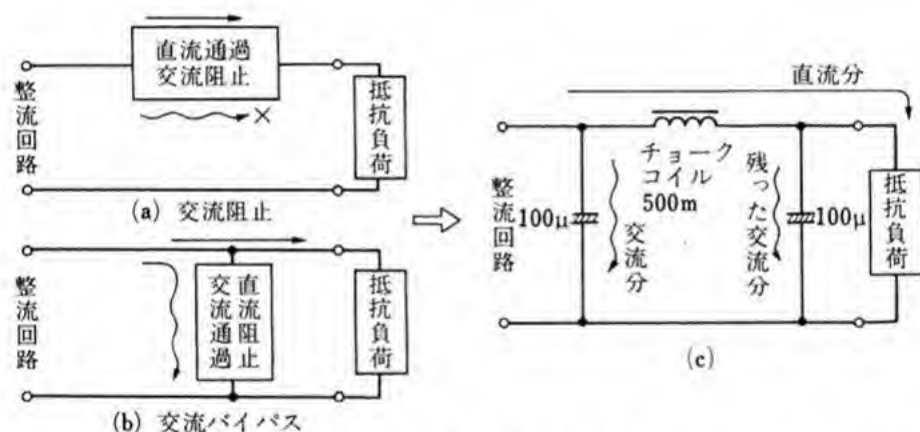 直流通過
交流阻止
整流回路
抵抗負荷
(a) 交流阻止
整流回路
直流阻止
交流通過
抵抗負荷
(b) 交流バイパス
直流分
チョーク
コイル
500m
整流回路
100μ
交流分
残った交流分
100μ
抵抗負荷
(c)